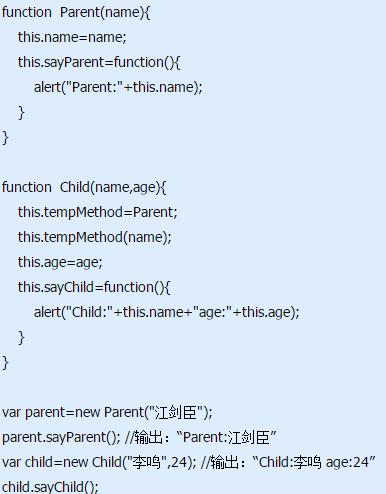 function  Parent(name){
this.name=name;
this.sayParent=function(){
alert("Parent:"+this.name);
}
}
function  Child(name,age){
this.tempMethod=Parent;
this.tempMethod(name);
this.age=age;
this.sayChild=function(){
alert("Child:"+this.name+"age:"+this.age);
}
}
var parent=new Parent("江剑臣");
parent.sayParent(); //输出：“Parent:江剑臣”
var child=new Child("李鸣",24); //输出：“Child:李鸣 age:24”
child.sayChild();